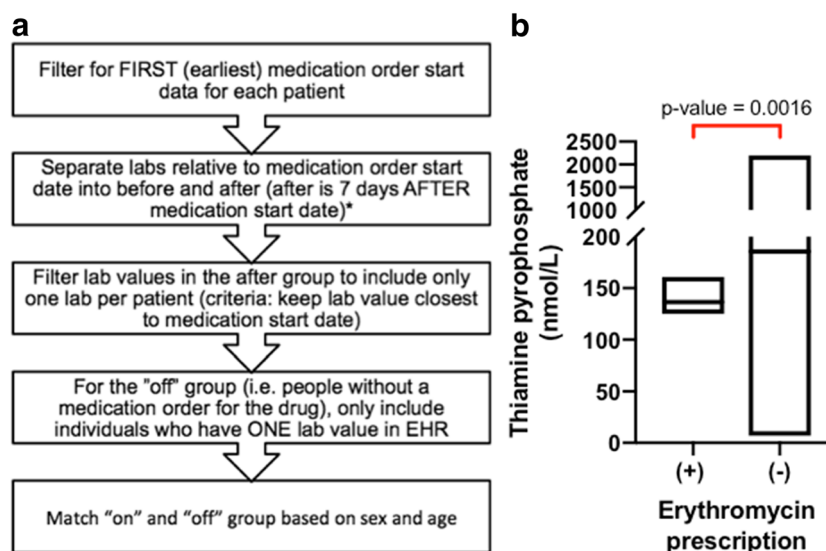 a
Filter for FIRST (earliest) medication order start
data for each patient
Separate labs relative to medication order start
date into before and after (after is 7 days AFTER
medication start date)*
Filter lab values in the after group to include only
one lab per patient (criteria: keep lab value closest
to medication start date)
For the "off" group (i.e. people without a
medication order for the drug), only include
individuals who have ONE lab value in EHR
Match “on” and “off” group based on sex and age
b
p-value = 0.0016
Thiamine pyrophosphate
(nmol/L)
2500
2000
1500
1000
200
150
100
50
0
(+)
(-)
Erythromycin
prescription